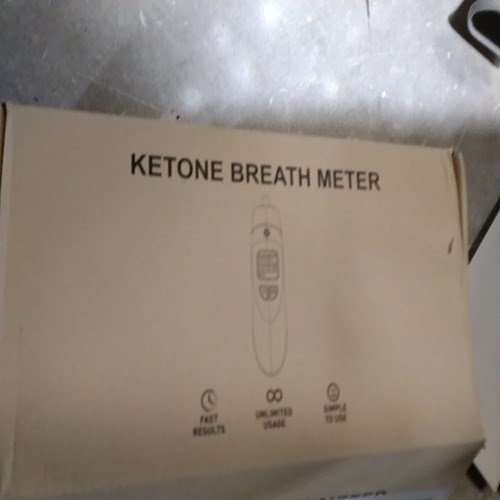 KETONE BREATH METER
FAST
RESULTS
UNLIMITED
USAGE
SIMPLE
TO USE